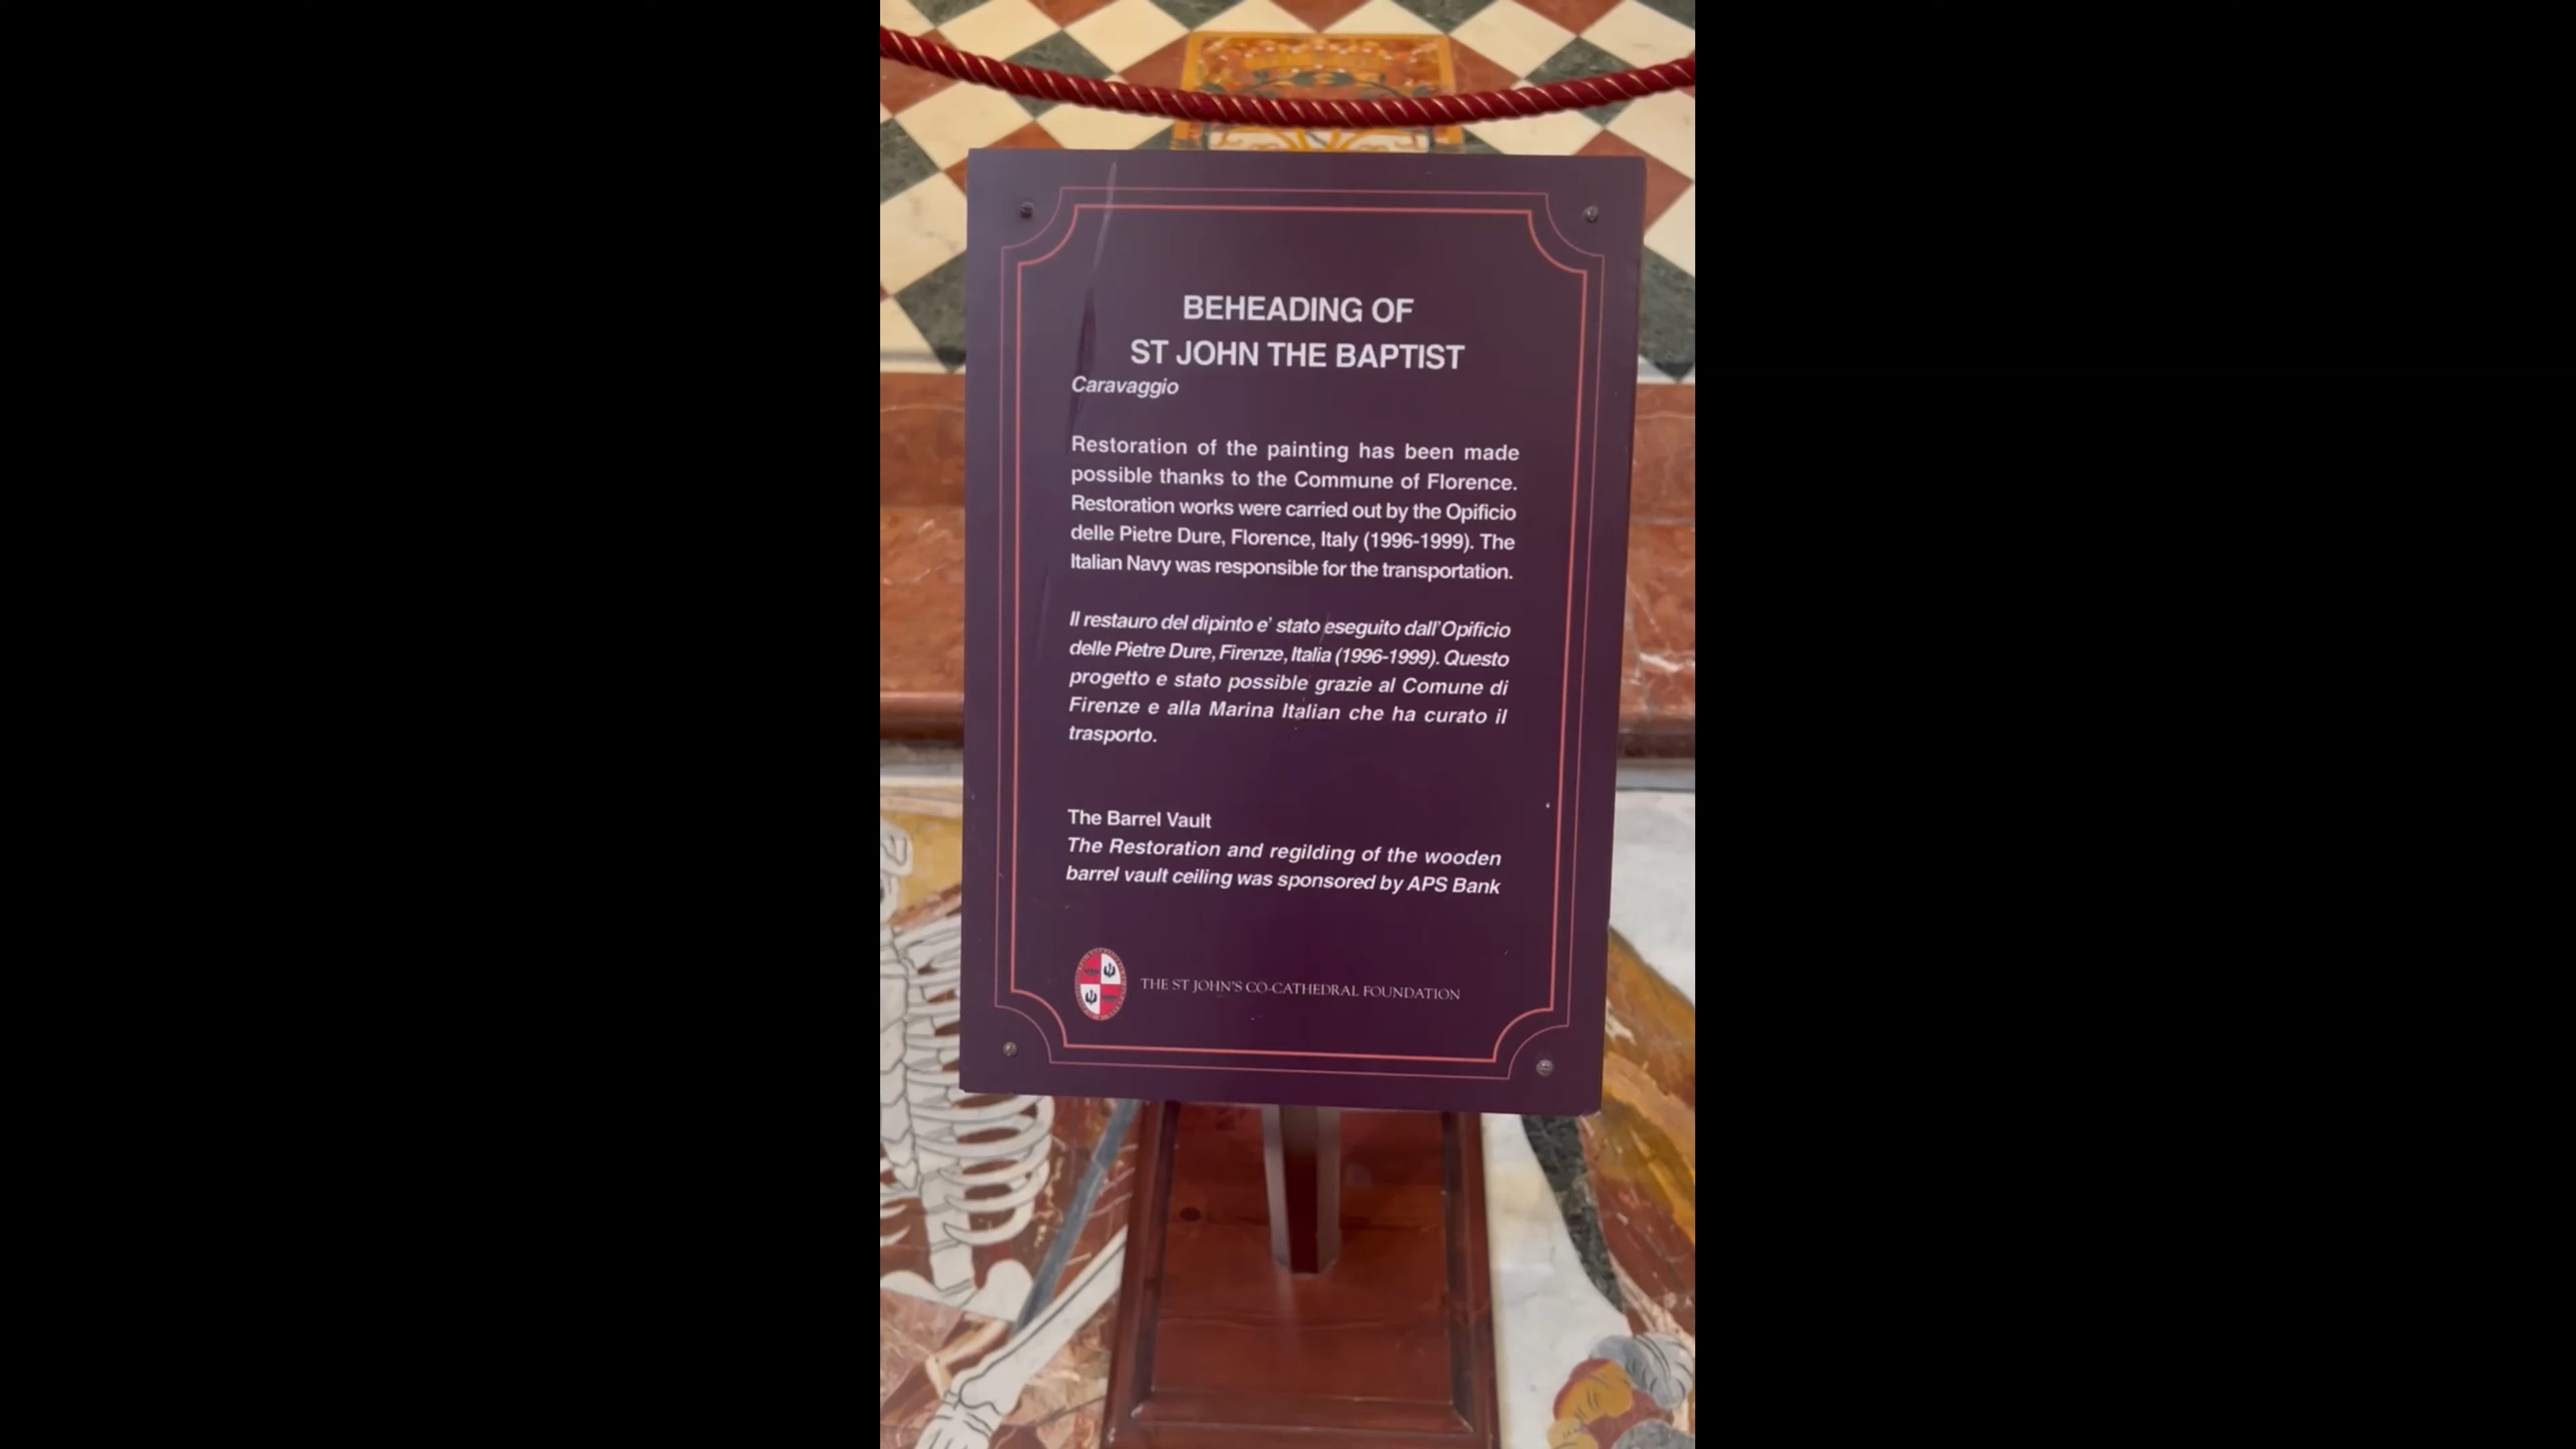 BEHEADING OF
ST JOHN THE BAPTIST
Caravaggio
Restoration of the painting has been made
possible thanks to the Commune of Florence.
Restoration works were carried out by the Opificio
delle Pietre Dure, Florence, Italy (1996-1999). The
Italian Navy was responsible for the transportation.
Il restauro del dipinto e' stato eseguito dall'Opificio
delle Pietre Dure, Firenze, Italia (1996-1999). Questo
progetto e stato possible grazie al Comune di
Firenze e alla Marina Italian che ha curato il
trasporto.
The Barrel Vault
The Restoration and regilding of the wooden
barrel vault ceiling was sponsored by APS Bank
THE ST JOHN'S CO-CATHEDRAL FOUNDATION